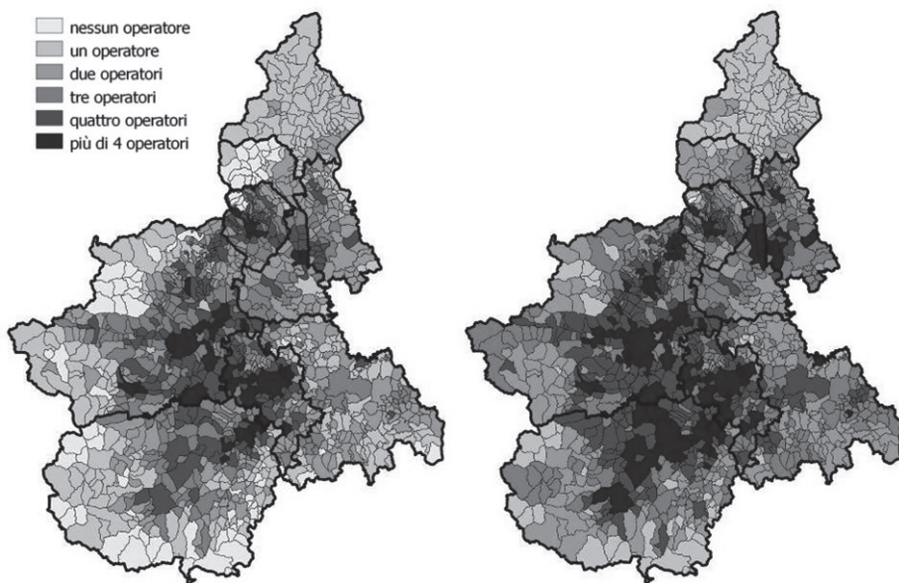 nessun operatore
un operatore
due operatori
tre operatori
quattro operatori
più di 4 operatori